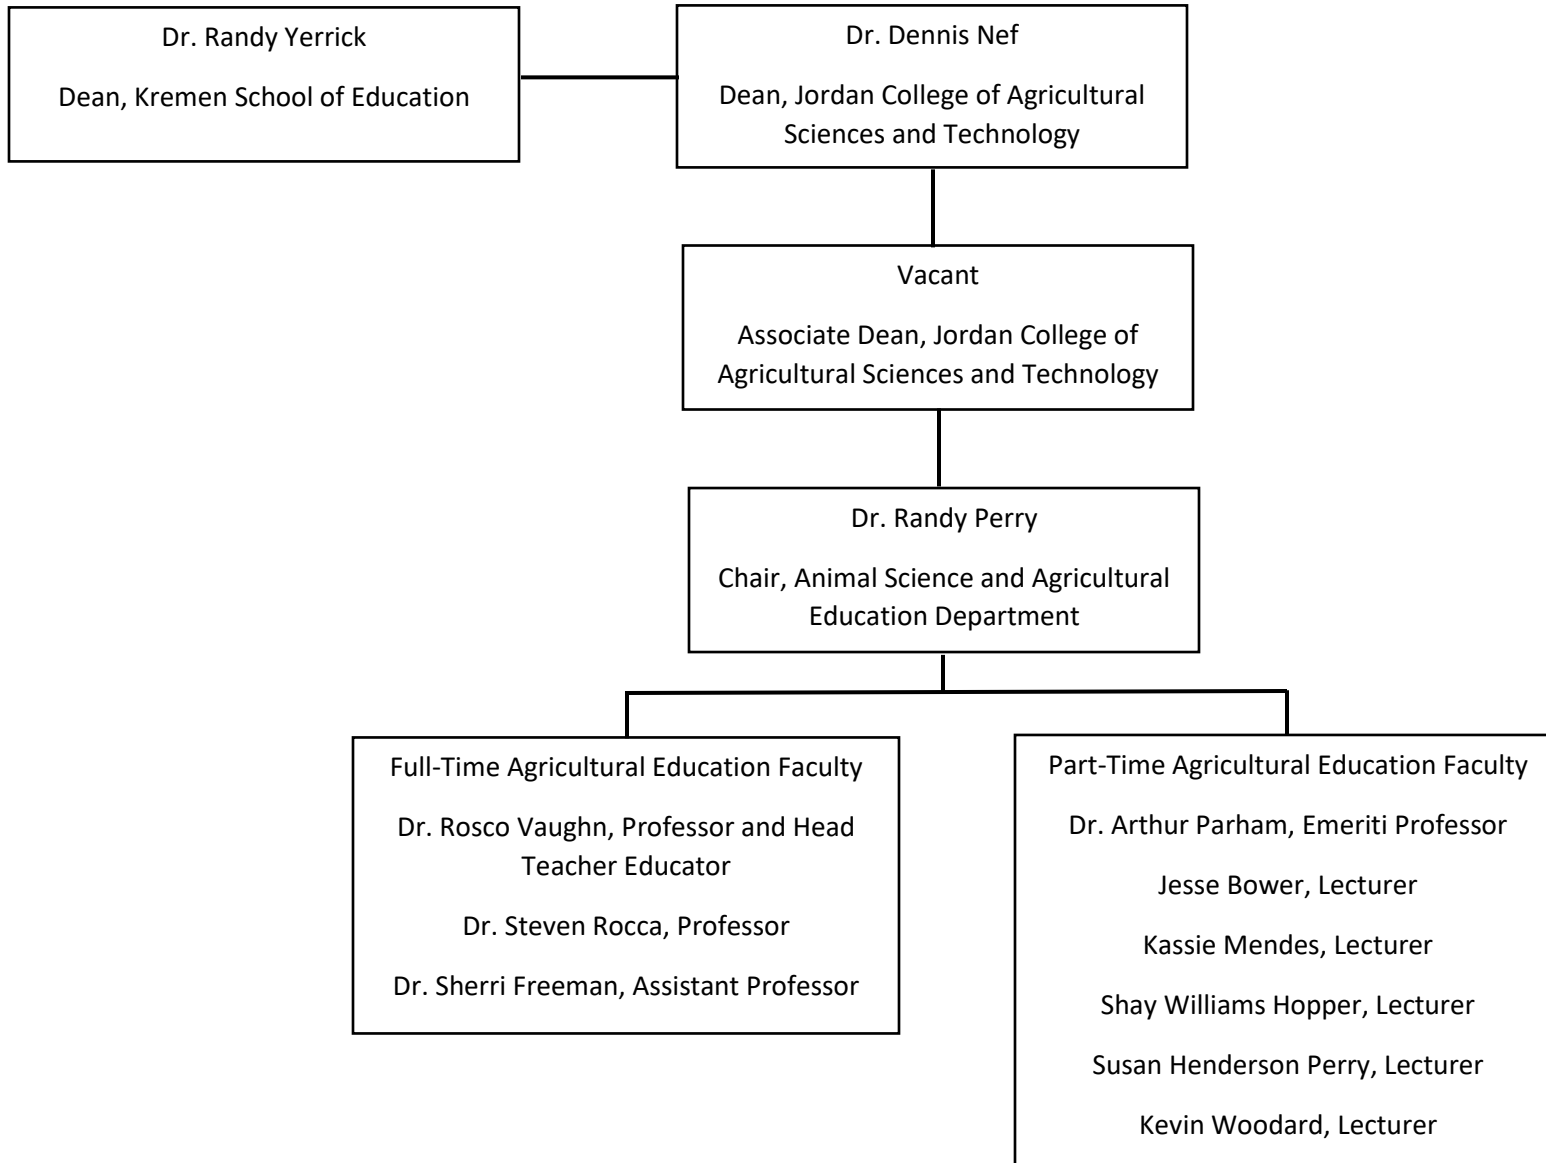 Dr. Randy Yerrick
Dean, Kremen School of Education
Dr. Dennis Nef
Dean, Jordan College of Agricultural
Sciences and Technology
Vacant
Associate Dean, Jordan College of
Agricultural Sciences and Technology
Dr. Randy Perry
Chair, Animal Science and Agricultural
Education Department
Full-Time Agricultural Education Faculty
Dr. Rosco Vaughn, Professor and Head
Teacher Educator
Dr. Steven Rocca, Professor
Dr. Sherri Freeman, Assistant Professor
Part-Time Agricultural Education Faculty
Dr. Arthur Parham, Emeriti Professor
Jesse Bower, Lecturer
Kassie Mendes, Lecturer
Shay Williams Hopper, Lecturer
Susan Henderson Perry, Lecturer
Kevin Woodard, Lecturer